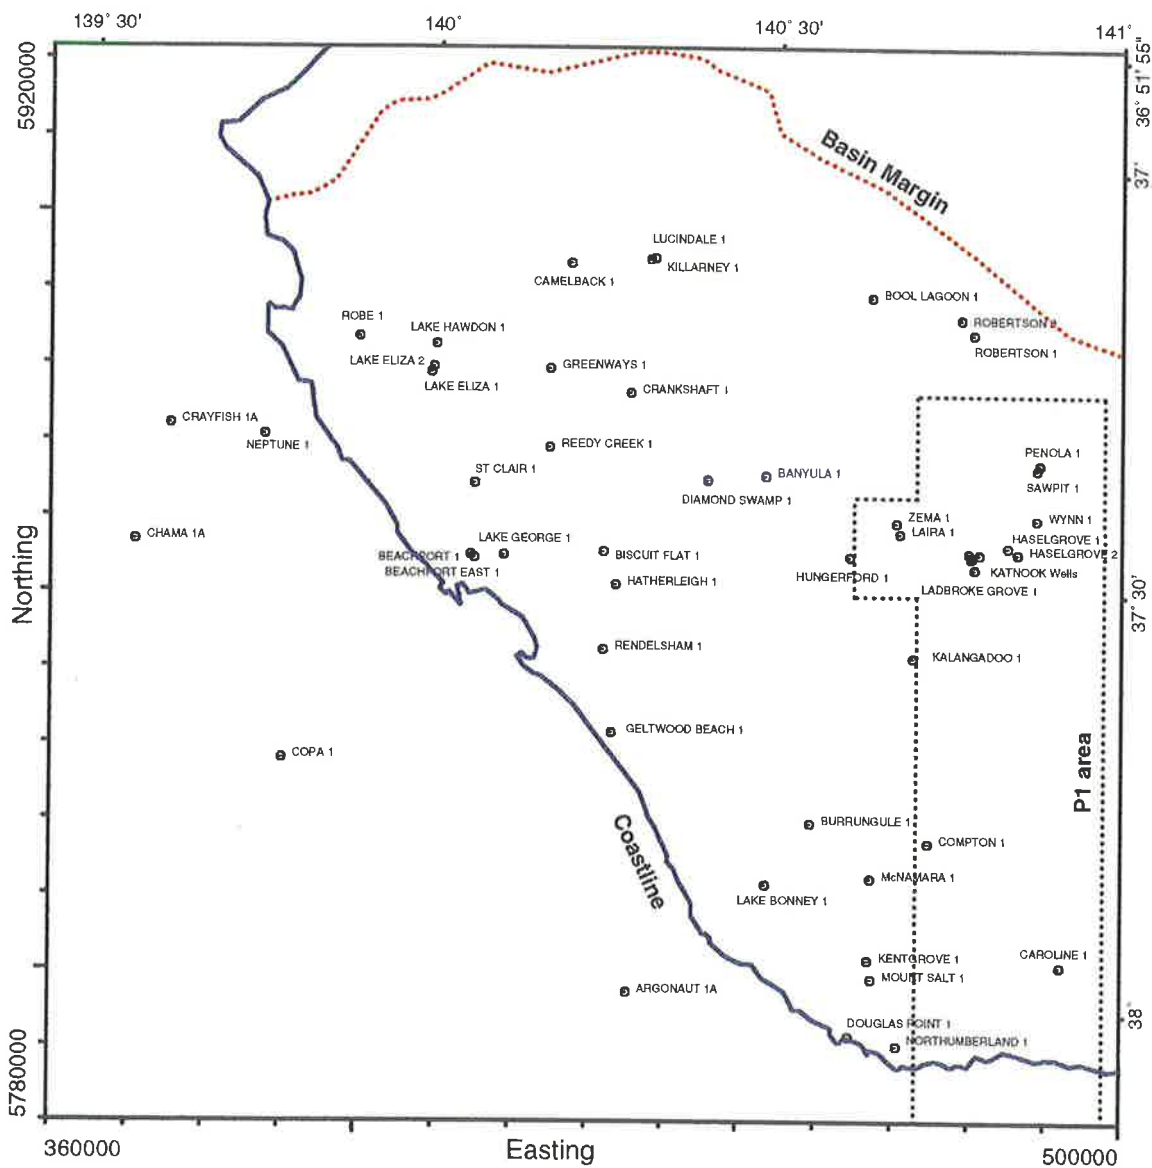 139° 30'
140°
140° 30'
141°
5920000
36° 51' 55"
Basin Margin
37°
LUCINDALE 1
KILLARNEY 1
CAMELBACK 1
BOOL LAGOON 1
ROBE 1
LAKE HAWDON 1
ROBERTSON 2
ROBERTSON 1
LAKE ELIZA 2
LAKE ELIZA 1
GREENWAYS 1
CRANKSHAFT 1
CRAYFISH 1A
NEPTUNE 1
REEDY CREEK 1
PENOLA 1
ST CLAIR 1
BANYULA 1
SAWPIT 1
DIAMOND SWAMP 1
ZEMA 1
WYNN 1
CHAMA 1A
LAIRA 1
LAKE GEORGE 1
HASELGROVE 1
BEACHPORT 1
BISCUIT FLAT 1
HASELGROVE 2
BEACHPORT EAST 1
HUNGERFORD 1
KATNOOK Wells
HATHERLEIGH 1
LADBROKE GROVE 1
Northing
37° 30'
RENDELSHAM 1
KALANGADOO 1
GELTWOOD BEACH 1
COPA 1
P1 area
BURRUNGULE 1
Coastline
COMPTON 1
McNAMARA 1
LAKE BONNEY 1
KENTGROVE 1
CAROLINE 1
MOUNT SALT 1
ARGONAUT 1A
38°
DOUGLAS POINT 1
NORTHUMBERLAND 1
5780000
360000
Easting
500000